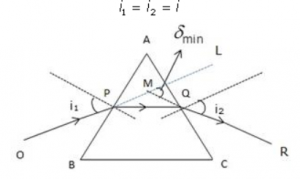 i₁ = i₂ = i
A
δmin
L
P
M
Q
i₁
i₂
O
B
C
R